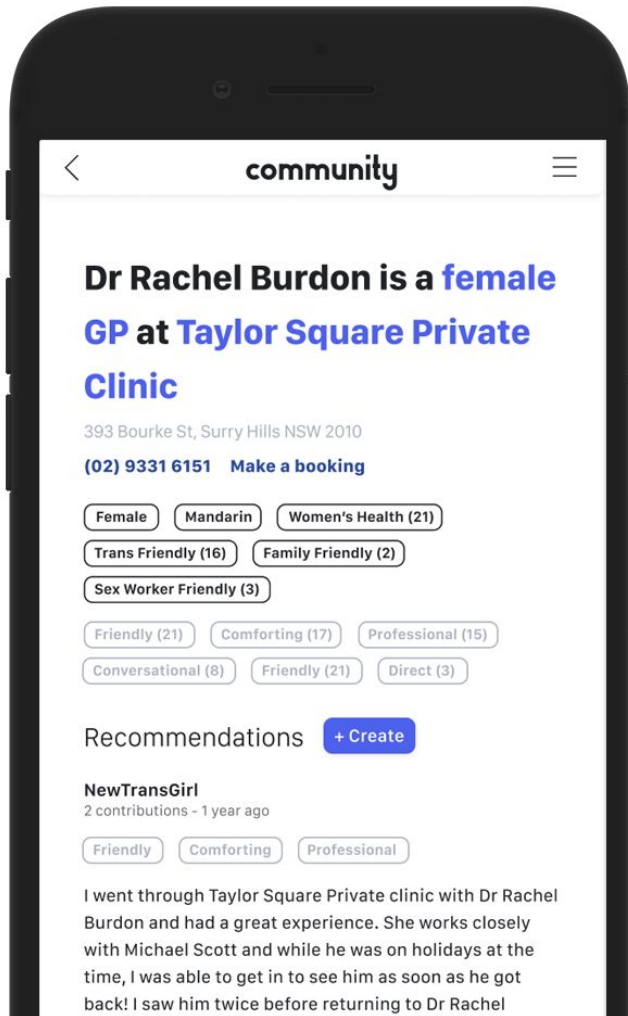 community
Dr Rachel Burdon is a female
GP at Taylor Square Private
Clinic
393 Bourke St, Surry Hills NSW 2010
(02) 9331 6151 Make a booking
Female Mandarin Women's Health (21)
Trans Friendly (16) Family Friendly (2)
Sex Worker Friendly (3)
Friendly (21) Comforting (17) Professional (15)
Conversational (8) Friendly (21) Direct (3)
Recommendations + Create
NewTransGirl
2 contributions - 1 year ago
Friendly Comforting Professional
I went through Taylor Square Private clinic with Dr Rachel
Burdon and had a great experience. She works closely
with Michael Scott and while he was on holidays at the
time, I was able to get in to see him as soon as he got
back! I saw him twice before returning to Dr Rachel